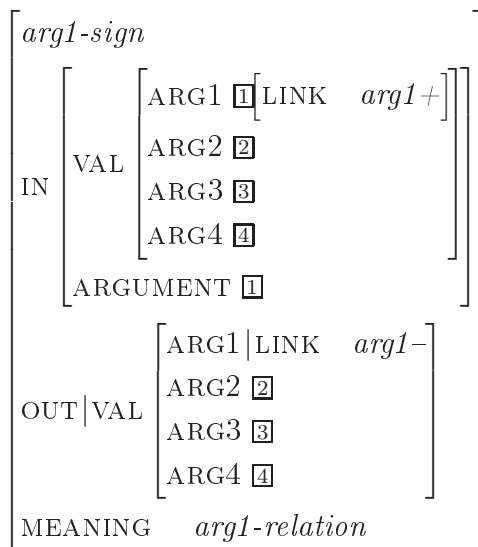 arg1-sign
ARG1 1 [LINK arg1+]
ARG2 2
VAL
ARG3 3
IN
ARG4 4
ARGUMENT 1
ARG1|LINK arg1−
ARG2 2
OUT|VAL
ARG3 3
ARG4 4
MEANING arg1-relation